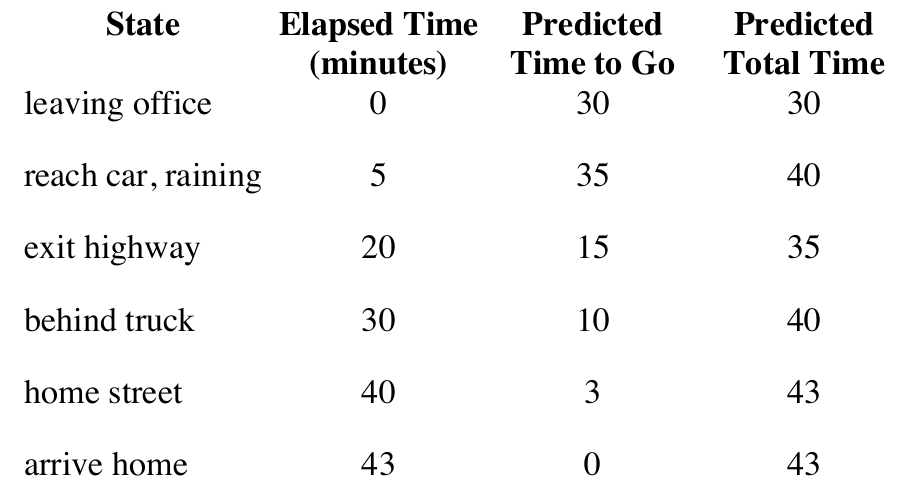 State Elapsed Time Predicted Predicted
(minutes) Time to Go Total Time
leaving office 0 30 30
reach car, raining 5 35 40
exit highway 20 15 35
behind truck 30 10 40
home street 40 3 43
arrive home 43 0 43